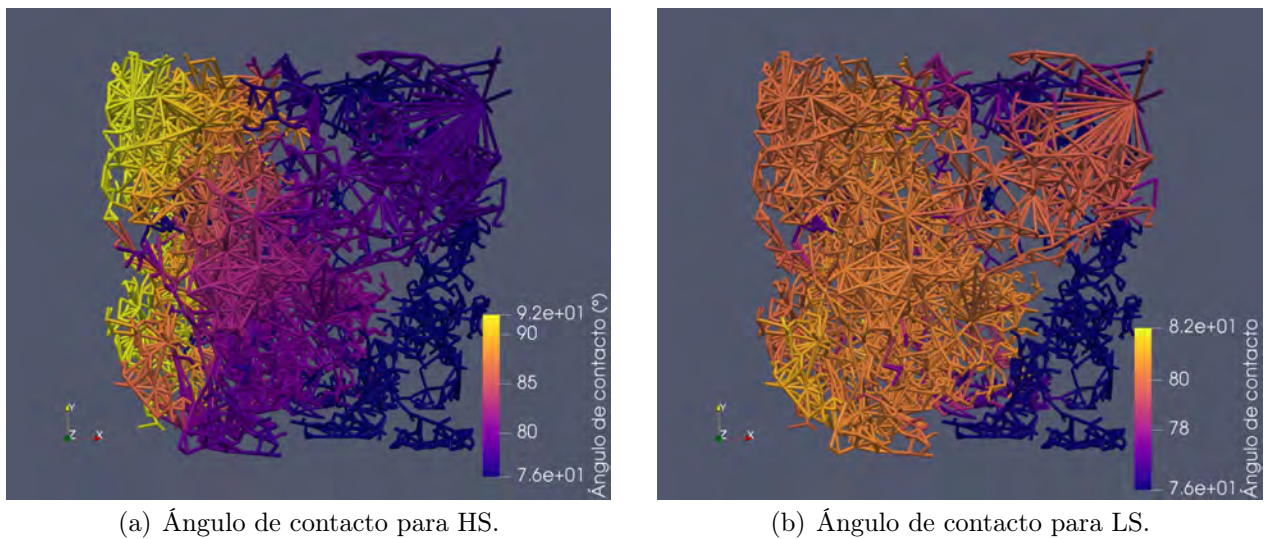 9.2e+01
90
85
80
7.6e+01
Ángulo de contacto (°)
Y
Z
X
8.2e+01
80
78
7.6e+01
Ángulo de contacto
Y
Z
X
(a) Ángulo de contacto para HS.
(b) Ángulo de contacto para LS.